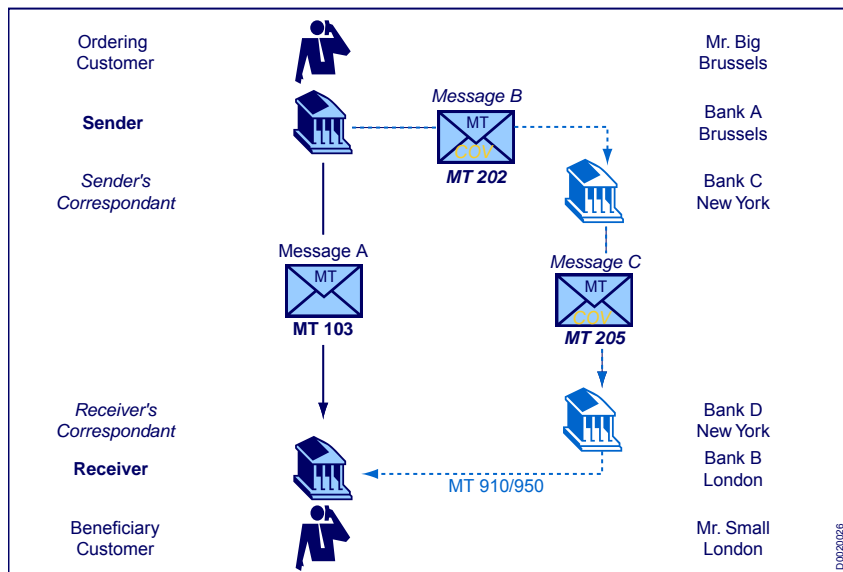 Ordering
Customer
Mr. Big
Brussels
Message B
Sender
MT
COV
MT 202
Bank A
Brussels
Sender's
Correspondant
Bank C
New York
Message A
MT
MT 103
Message C
MT
COV
MT 205
Receiver's
Correspondant
Bank D
New York
Receiver
MT 910/950
Bank B
London
Beneficiary
Customer
Mr. Small
London
D0020026